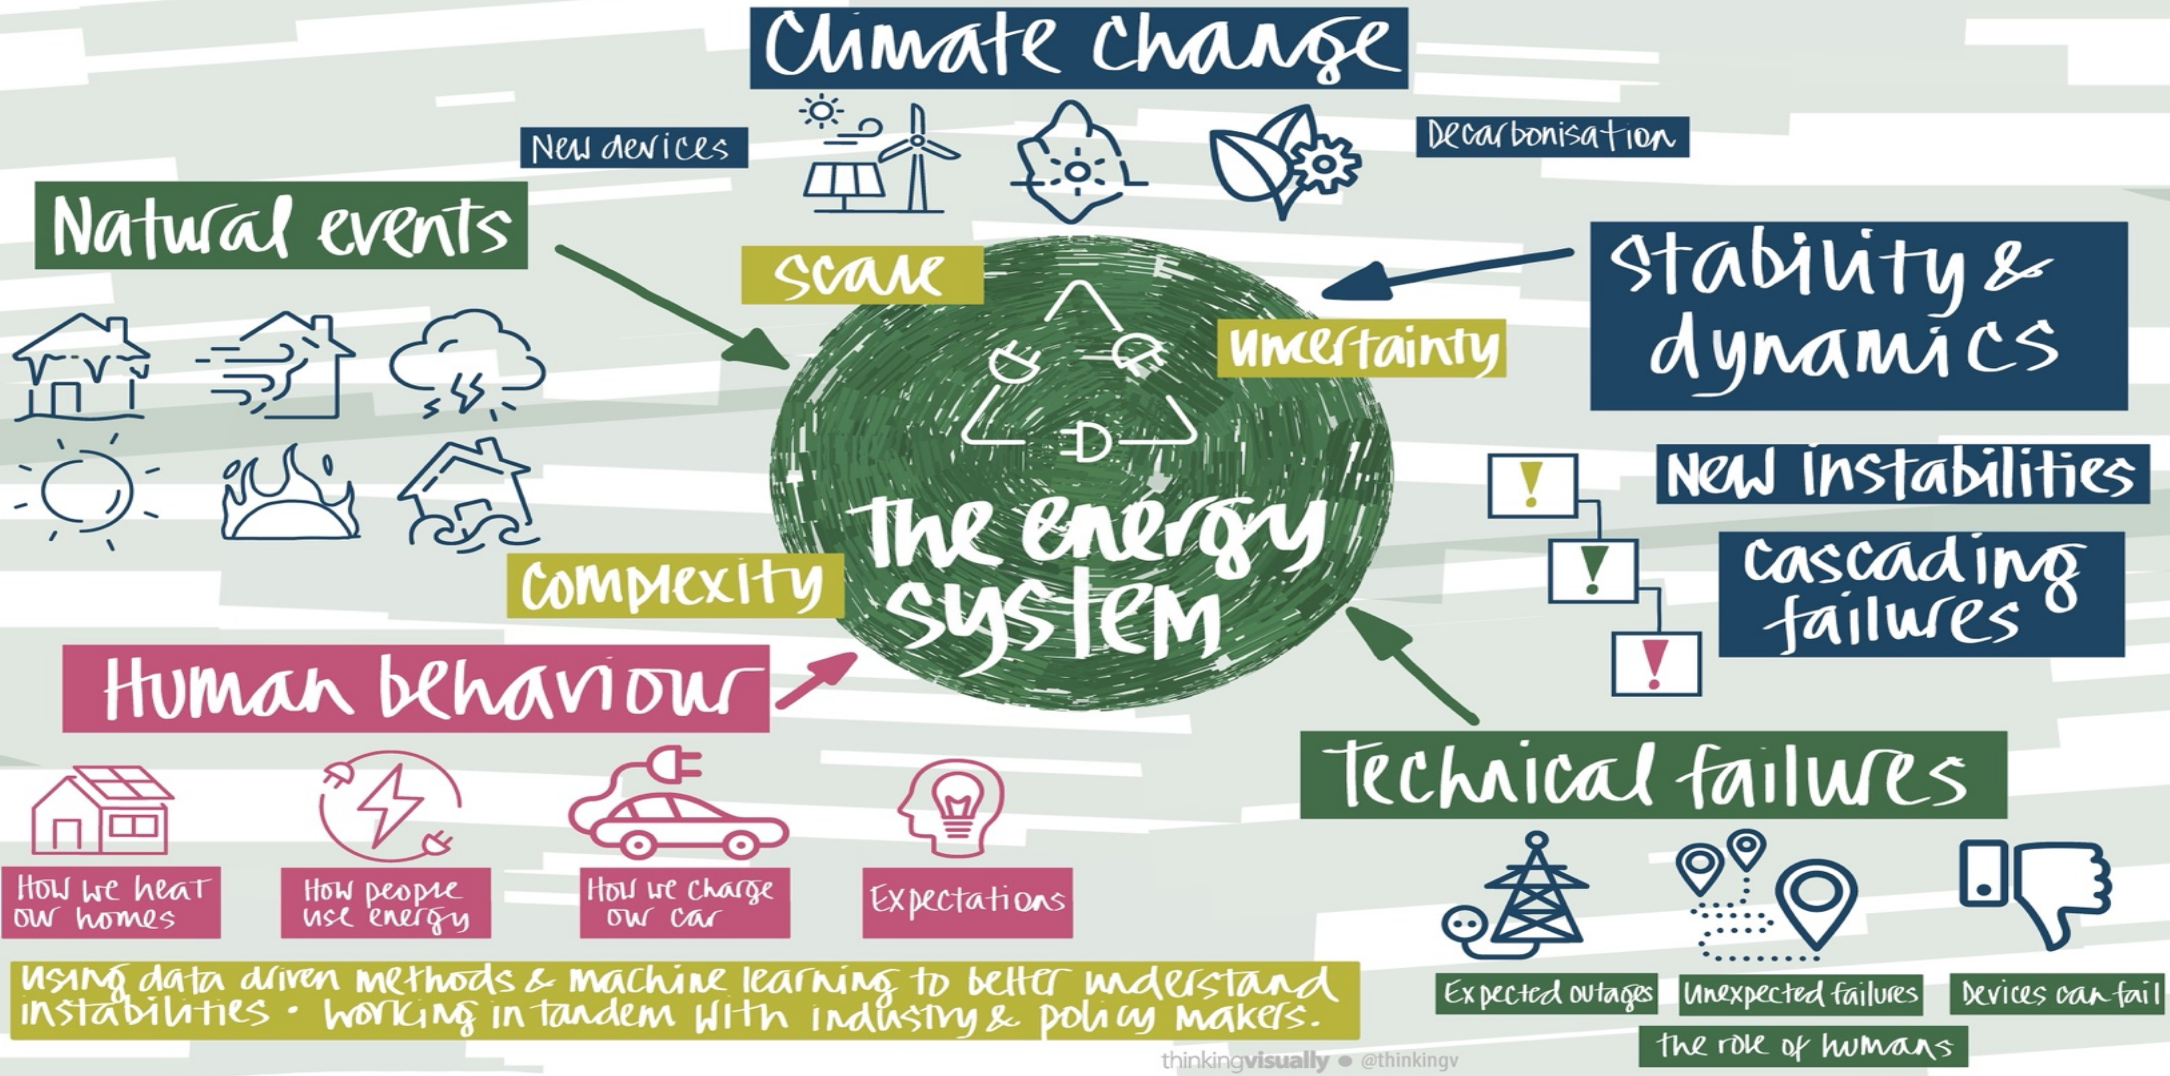 Climate change
New devices
Decarbonisation
Natural events
Scale
Stability &
dynamics
uncertainty
New instabilities
cascading
failures
The energy
system
complexity
Human behaviour
Technical failures
How we heat
our homes
How people
use energy
How we charge
our car
Expectations
using data driven methods & machine learning to better understand
instabilities • working in tandem with industry & policy makers.
Expected outages
Unexpected failures
Devices can fail
the role of humans
thinkingvisually ● @thinkingv